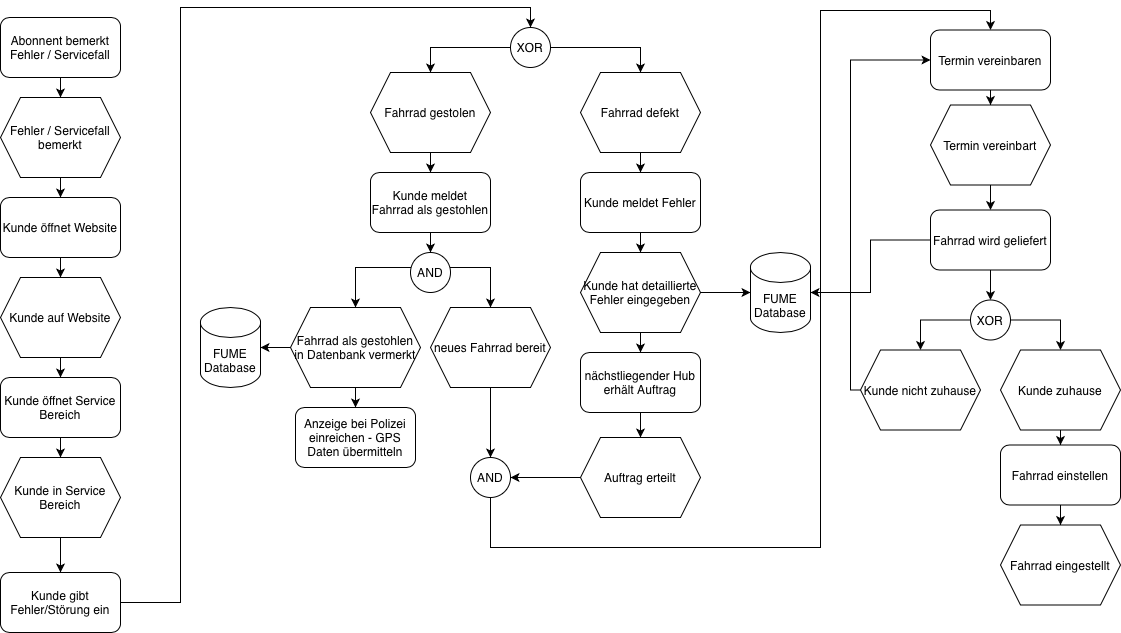 Abonnent bemerkt
Fehler / Servicefall
Fehler / Servicefall
bemerkt
Kunde öffnet Website
Kunde auf Website
Kunde öffnet Service
Bereich
Kunde in Service
Bereich
Kunde gibt
Fehler/Störung ein
XOR
Fahrrad gestolen
Kunde meldet
Fahrrad als gestohlen
AND
Fahrrad als gestohlen
in Datenbank vermerkt
FUME
Database
Anzeige bei Polizei
einreichen - GPS
Daten übermitteln
neues Fahrrad bereit
Fahrrad defekt
Kunde meldet Fehler
Kunde hat detaillierte
Fehler eingegeben
FUME
Database
nächstliegender Hub
erhält Auftrag
Auftrag erteilt
AND
Termin vereinbaren
Termin vereinbart
Fahrrad wird geliefert
XOR
Kunde nicht zuhause
Kunde zuhause
Fahrrad einstellen
Fahrrad eingestellt